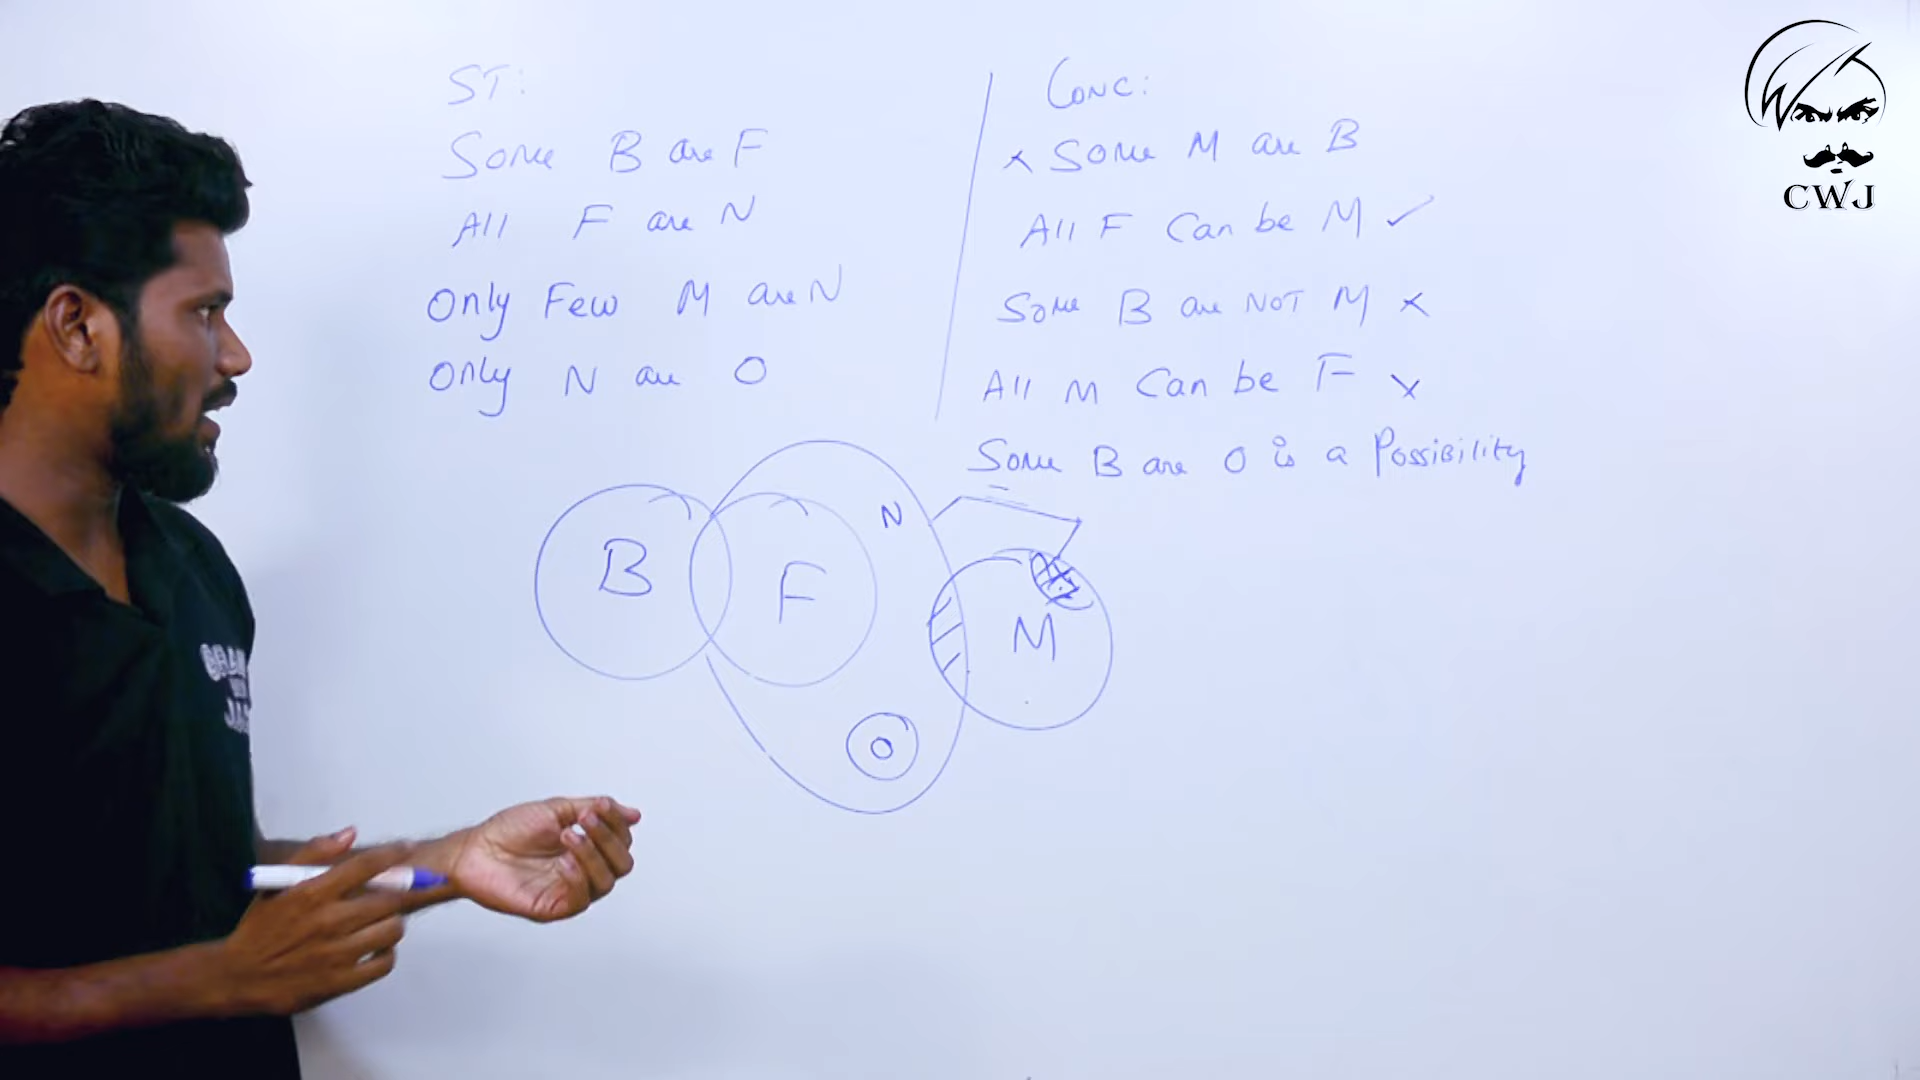 ST:
Some B are F
All F are N
Only Few M are N
Only N are O
Conc:
x Some M are B
All F Can be M ✓
Some B are NOT M x
All M Can be F x
Some B are O is a Possibility
B
F
N
M
O
CWJ